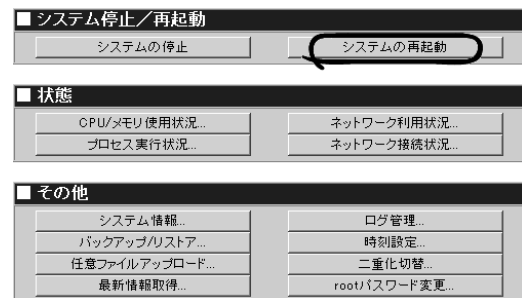 ■ システム停止／再起動
システムの停止 システムの再起動
■ 状態
CPU/メモリ使用状況... ネットワーク利用状況...
プロセス実行状況... ネットワーク接続状況...
■ その他
システム情報... ログ管理...
バックアップ/リストア... 時刻設定...
任意ファイルアップロード... 二重化切替...
最新情報取得... rootパスワード変更...